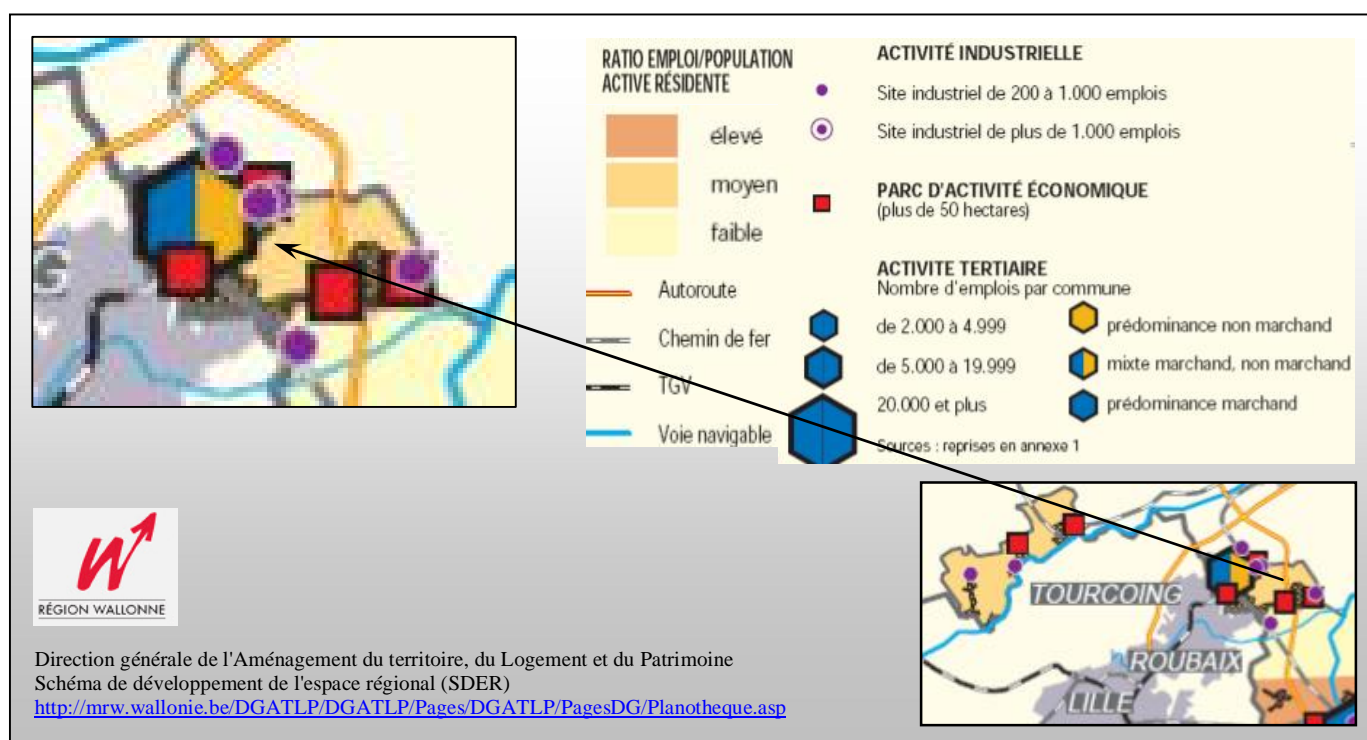 RATIO EMPLOI/POPULATION
ACTIVE RÉSIDENTE
élevé
moyen
faible
Autoroute
Chemin de fer
TGV
Voie navigable
ACTIVITÉ INDUSTRIELLE
Site industriel de 200 à 1.000 emplois
Site industriel de plus de 1.000 emplois
PARC D'ACTIVITÉ ÉCONOMIQUE
(plus de 50 hectares)
ACTIVITE TERTIAIRE
Nombre d'emplois par commune
de 2.000 à 4.999
prédominance non marchand
de 5.000 à 19.999
mixte marchand, non marchand
20.000 et plus
prédominance marchand
Sources : reprises en annexe 1
G
TOURCOING
ROUBAIX
LILLE
W
RÉGION WALLONNE
Direction générale de l'Aménagement du territoire, du Logement et du Patrimoine
Schéma de développement de l'espace régional (SDER)
http://mrw.wallonie.be/DGATLP/DGATLP/Pages/DGATLP/PagesDG/Planotheque.asp